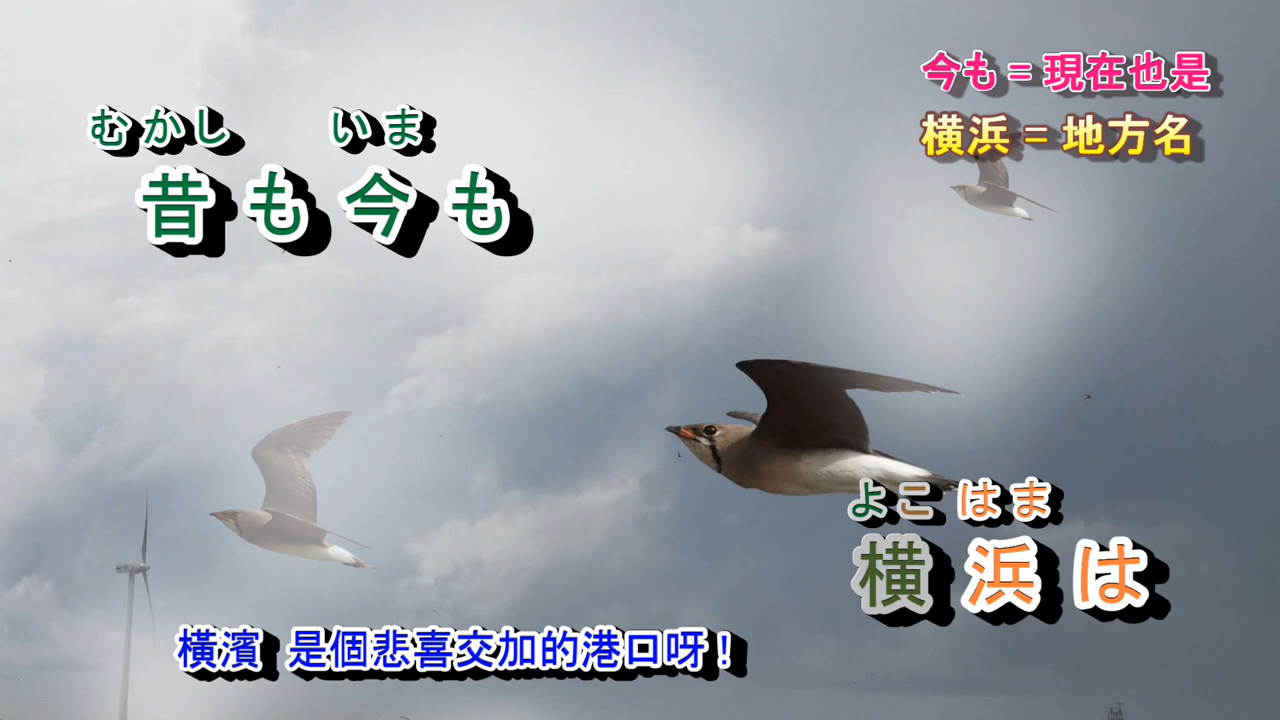 今も = 現在也是
横浜 = 地方名
むかし いま
昔も今も
よこはま
横浜は
橫濱 是個悲喜交加的港口呀！